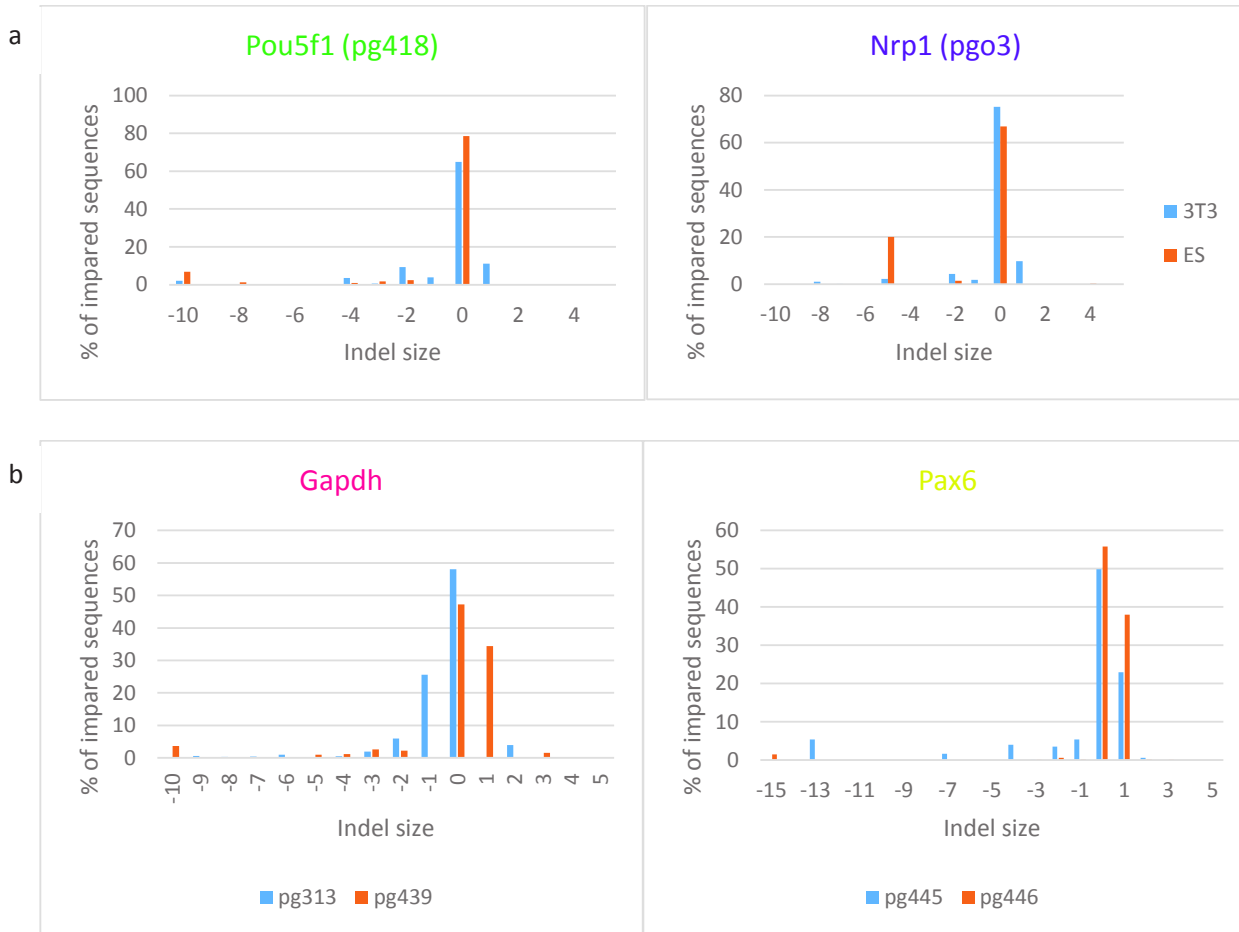 a
Pou5f1 (pg418)
% of impared sequences
100
80
60
40
20
0
-10 -8 -6 -4 -2 0 2 4
Indel size
Nrp1 (pgo3)
% of impared sequences
80
60
40
20
0
-10 -8 -6 -4 -2 0 2 4
Indel size
3T3
ES
b
Gapdh
% of impared sequences
70
60
50
40
30
20
10
0
-10 -9 -8 -7 -6 -5 -4 -3 -2 -1 0 1 2 3 4 5
Indel size
pg313 pg439
Pax6
% of impared sequences
60
50
40
30
20
10
0
-15 -13 -11 -9 -7 -5 -3 -1 1 3 5
Indel size
pg445 pg446